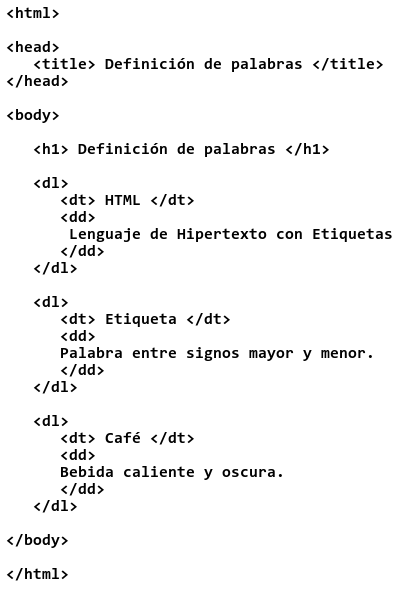 <html>
<head>
<title> Definición de palabras </title>
</head>
<body>
<h1> Definición de palabras </h1>
<dl>
<dt> HTML </dt>
<dd>
Lenguaje de Hipertexto con Etiquetas
</dd>
</dl>
<dl>
<dt> Etiqueta </dt>
<dd>
Palabra entre signos mayor y menor.
</dd>
</dl>
<dl>
<dt> Café </dt>
<dd>
Bebida caliente y oscura.
</dd>
</dl>
</body>
</html>